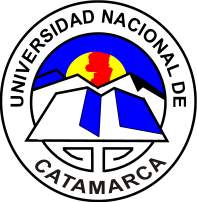 UNIVERSIDAD NACIONAL DE
CATAMARCA